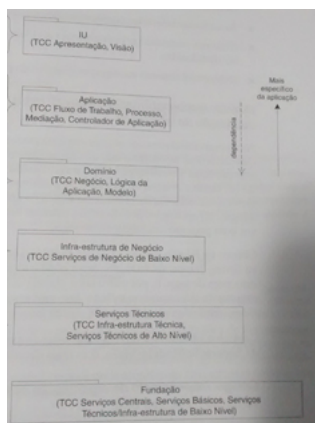 IU
(TCC Apresentação, Visão)
Mais
específicos
da aplicação
Aplicação
(TCC Fluxo de Trabalho, Processo,
Mediação, Controlador de Aplicação)
dependência
Domínio
(TCC Negócio, Lógica da
Aplicação, Modelo)
Infra-estrutura de Negócio
(TCC Serviços de Negócio de Baixo Nível)
Serviços Técnicos
(TCC Infra-estrutura Técnica,
Serviços Técnicos de Alto Nível)
Fundação
(TCC Serviços Centrais, Serviços Básicos, Serviços
Técnicos/Infra-estrutura de Baixo Nível)